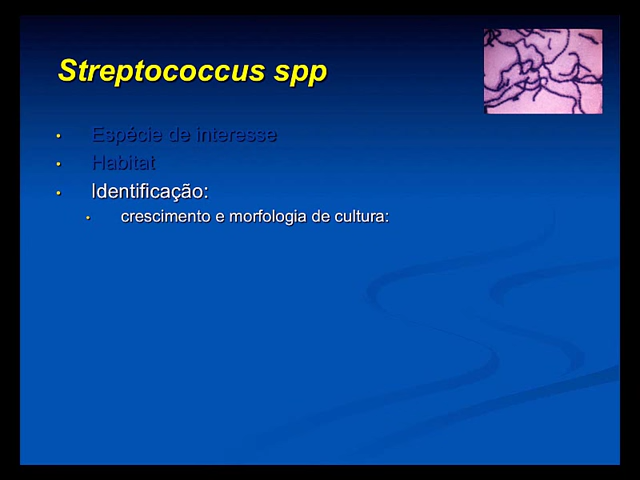 Streptococcus spp
• Espécie de interesse
• Habitat
• Identificação:
• crescimento e morfologia de cultura: